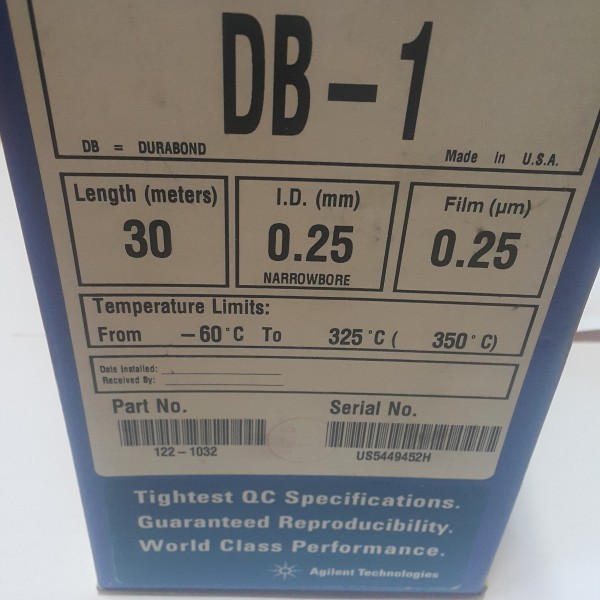 DB-1
DB = DURABOND
Made in U.S.A.
Length (meters)
30
I.D. (mm)
0.25
NARROWBORE
Film (µm)
0.25
Temperature Limits:
From -60°C To 325°C ( 350°C)
Date Installed:
Received By:
Part No.
122-1032
Serial No.
US5449452H
Tightest QC Specifications.
Guaranteed Reproducibility.
World Class Performance.
Agilent Technologies